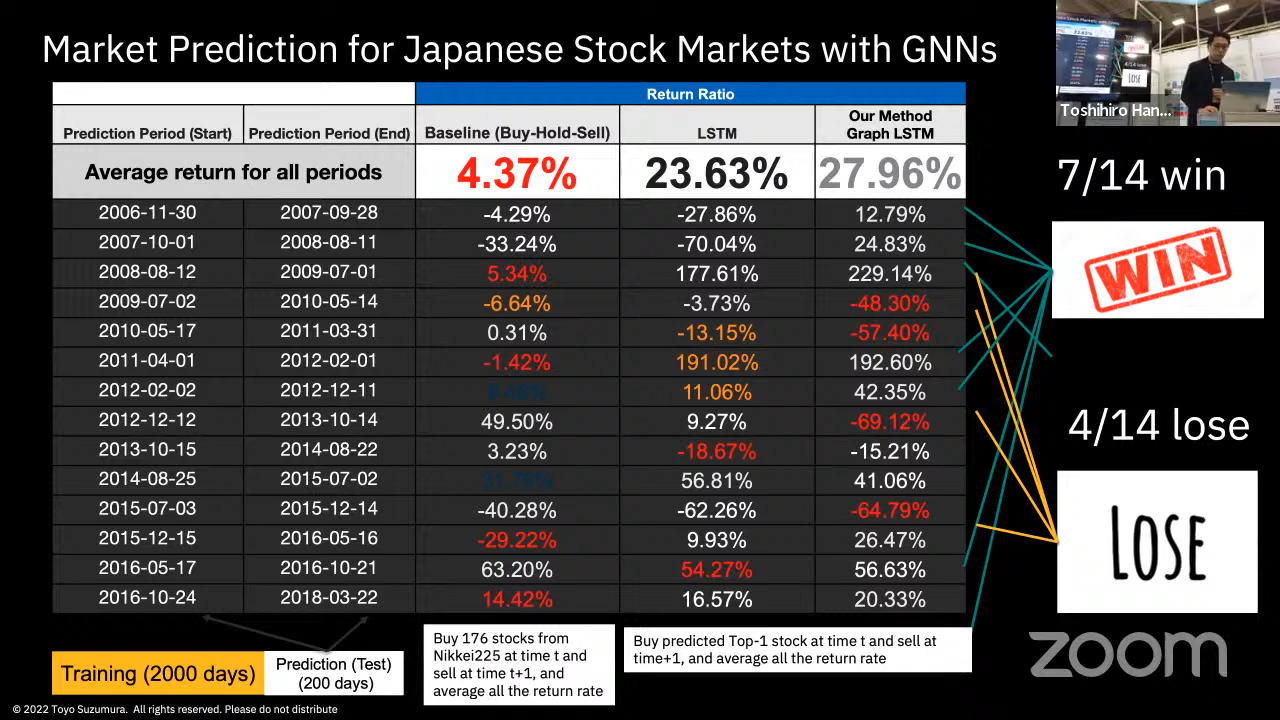 Market Prediction for Japanese Stock Markets with GNNs
Return Ratio
Prediction Period (Start) Prediction Period (End) Baseline (Buy-Hold-Sell) LSTM Our Method
Graph LSTM
Average return for all periods 4.37% 23.63% 27.96%
2006-11-30 2007-09-28 -4.29% -27.86% 12.79%
2007-10-01 2008-08-11 -33.24% -70.04% 24.83%
2008-08-12 2009-07-01 5.34% 177.61% 229.14%
2009-07-02 2010-05-14 -6.64% -3.73% -48.30%
2010-05-17 2011-03-31 0.31% -13.15% -57.40%
2011-04-01 2012-02-01 -1.42% 191.02% 192.60%
2012-02-02 2012-12-11 11.06% 42.35%
2012-12-12 2013-10-14 49.50% 9.27% -69.12%
2013-10-15 2014-08-22 3.23% -18.67% -15.21%
2014-08-25 2015-07-02 56.81% 41.06%
2015-07-03 2015-12-14 -40.28% -62.26% -64.79%
2015-12-15 2016-05-16 -29.22% 9.93% 26.47%
2016-05-17 2016-10-21 63.20% 54.27% 56.63%
2016-10-24 2018-03-22 14.42% 16.57% 20.33%
Training (2000 days)
Prediction (Test)
(200 days)
Buy 176 stocks from
Nikkei225 at time t and
sell at time t+1, and
average all the return rate
Buy predicted Top-1 stock at time t and sell at
time+1, and average all the return rate
© 2022 Toyo Suzumura. All rights reserved. Please do not distribute
Toshihiro Han...
7/14 win
WIN
4/14 lose
LOSE
zoom